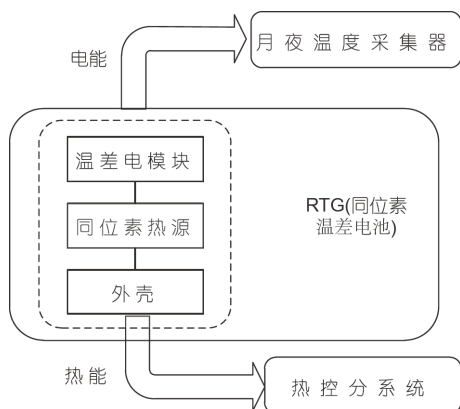 电能
月夜温度采集器
温差电模块
同位素热源
外壳
RTG(同位素
温差电池)
热能
热控分系统